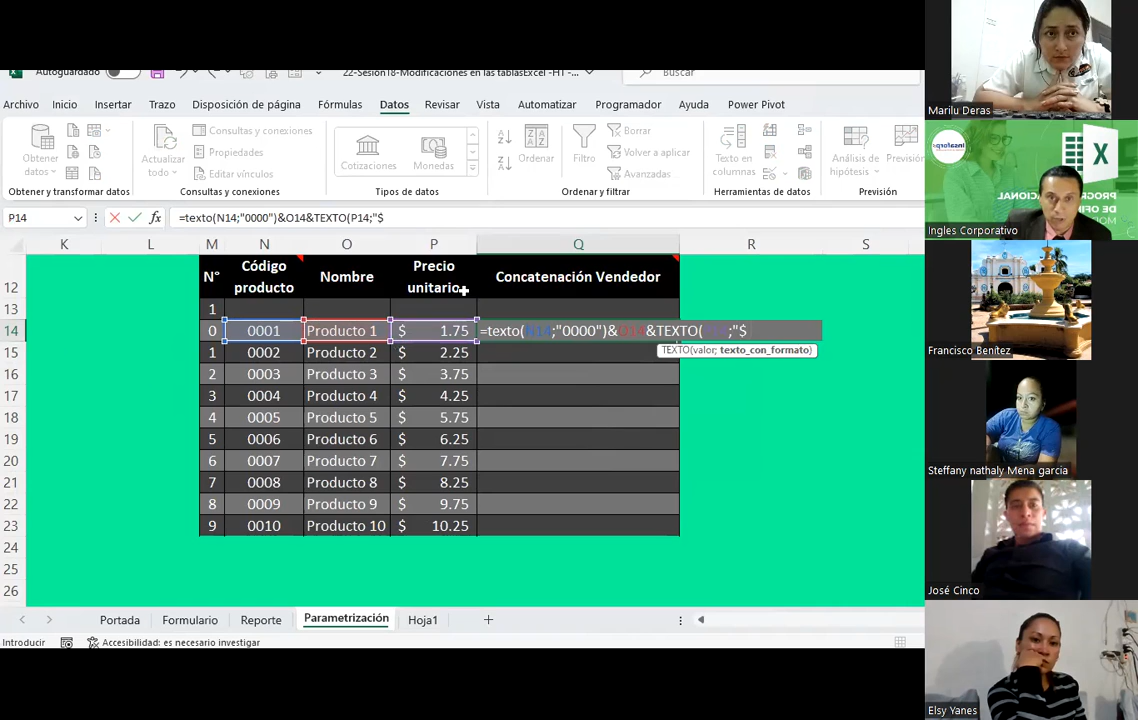 Autoguardado
22-Sesion18-Modificaciones en las tablasExcel -HT -...
Buscar
Archivo Inicio Insertar Trazo Disposición de página Fórmulas Datos Revisar Vista Automatizar Programador Ayuda Power Pivot
Obtener datos
Actualizar todo
Consultas y conexiones
Propiedades
Editar vínculos
Cotizaciones
Monedas
Ordenar
Filtro
Borrar
Volver a aplicar
Avanzadas
Texto en columnas
Análisis de hipótesis
Previsión
Obtener y transformar datos
Consultas y conexiones
Tipos de datos
Ordenar y filtrar
Herramientas de datos
Previsión
P14
fx
=texto(N14;"0000")&O14&TEXTO(P14;"$
K L M N O P Q R S
12 N° Código producto Nombre Precio unitario Concatenación Vendedor
13 1
14 0 0001 Producto 1 $ 1.75 =texto(N14;"0000")&O14&TEXTO(P14;"$
TEXTO(valor; texto_con_formato)
15 1 0002 Producto 2 $ 2.25
16 2 0003 Producto 3 $ 3.75
17 3 0004 Producto 4 $ 4.25
18 4 0005 Producto 5 $ 5.75
19 5 0006 Producto 6 $ 6.25
20 6 0007 Producto 7 $ 7.75
21 7 0008 Producto 8 $ 8.25
22 8 0009 Producto 9 $ 9.75
23 9 0010 Producto 10 $ 10.25
24
25
26
Portada Formulario Reporte Parametrización Hoja1
Introducir
Accesibilidad: es necesario investigar
Marilu Deras
insaforp
X
Ingles Corporativo
Francisco Benítez
Steffany nathaly Mena garcía
José Cinco
Elsy Yanes